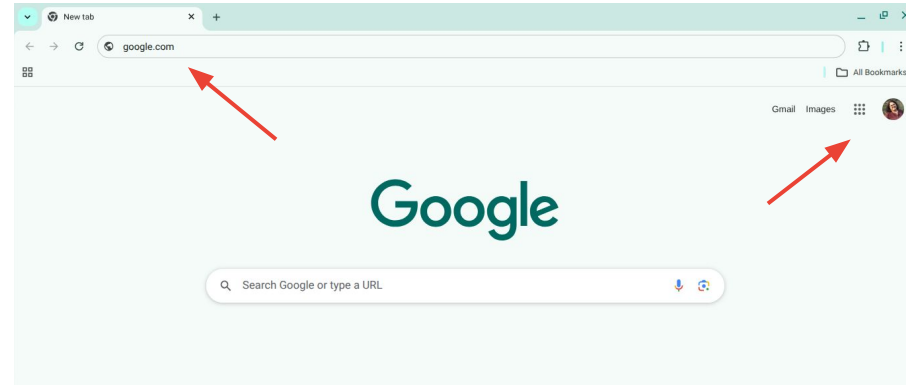 New tab
google.com
All Bookmarks
Gmail Images
Google
Search Google or type a URL